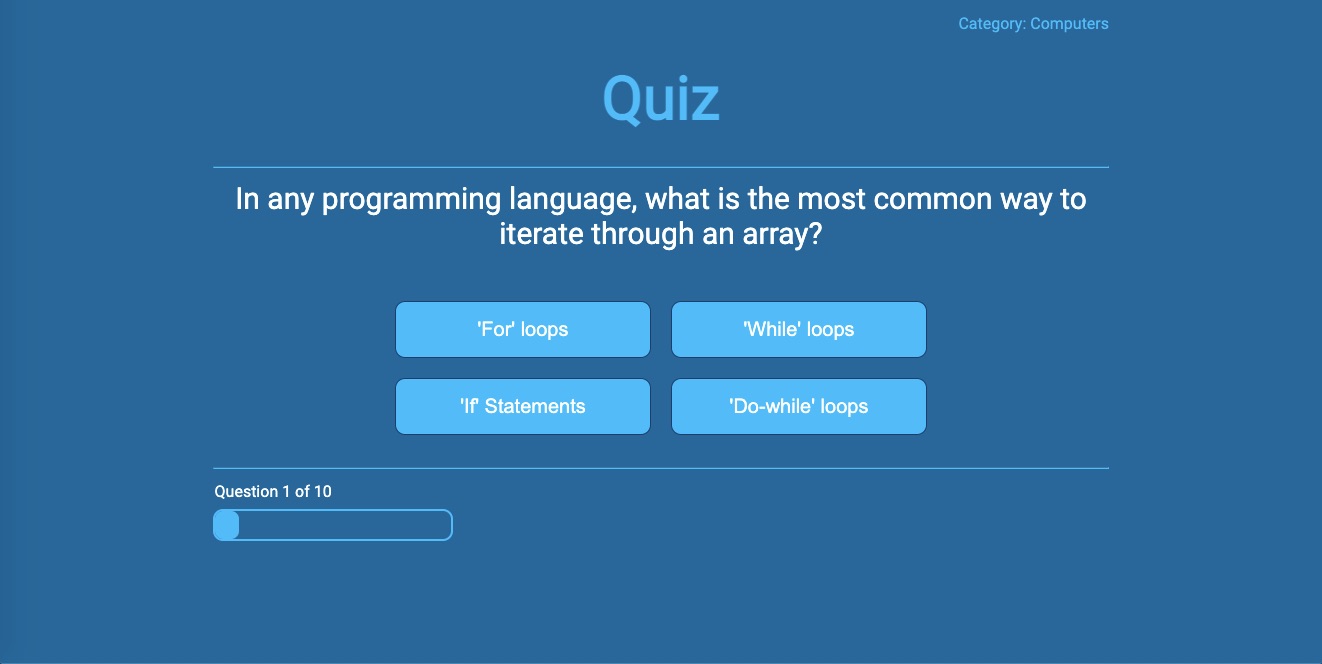 Category: Computers
Quiz
In any programming language, what is the most common way to
iterate through an array?
'For' loops
'While' loops
'If' Statements
'Do-while' loops
Question 1 of 10